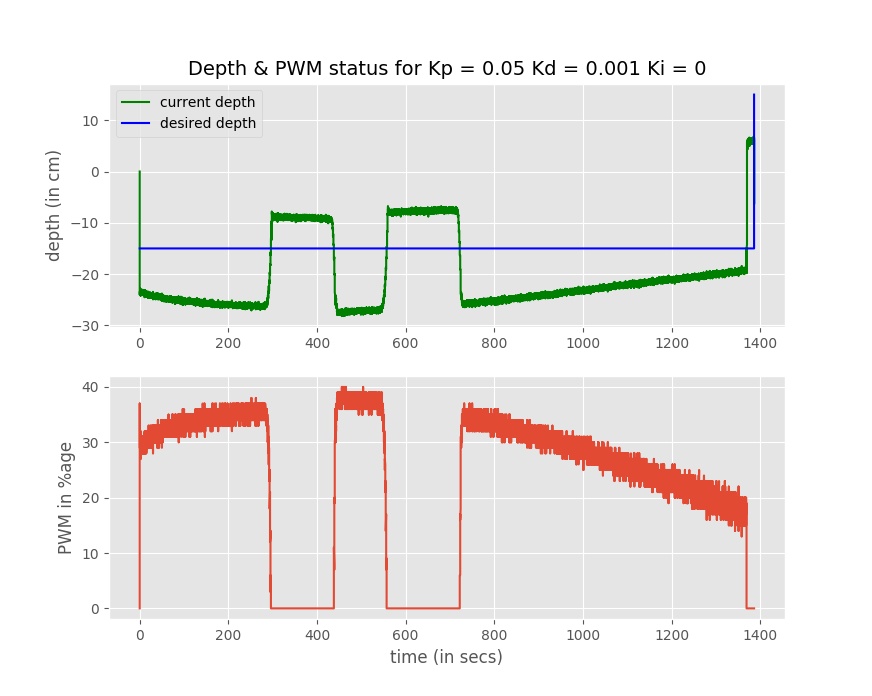 Depth & PWM status for Kp = 0.05 Kd = 0.001 Ki = 0
current depth
desired depth
depth (in cm)
10
0
−10
−20
−30
0 200 400 600 800 1000 1200 1400
PWM in %age
40
30
20
10
0
0 200 400 600 800 1000 1200 1400
time (in secs)